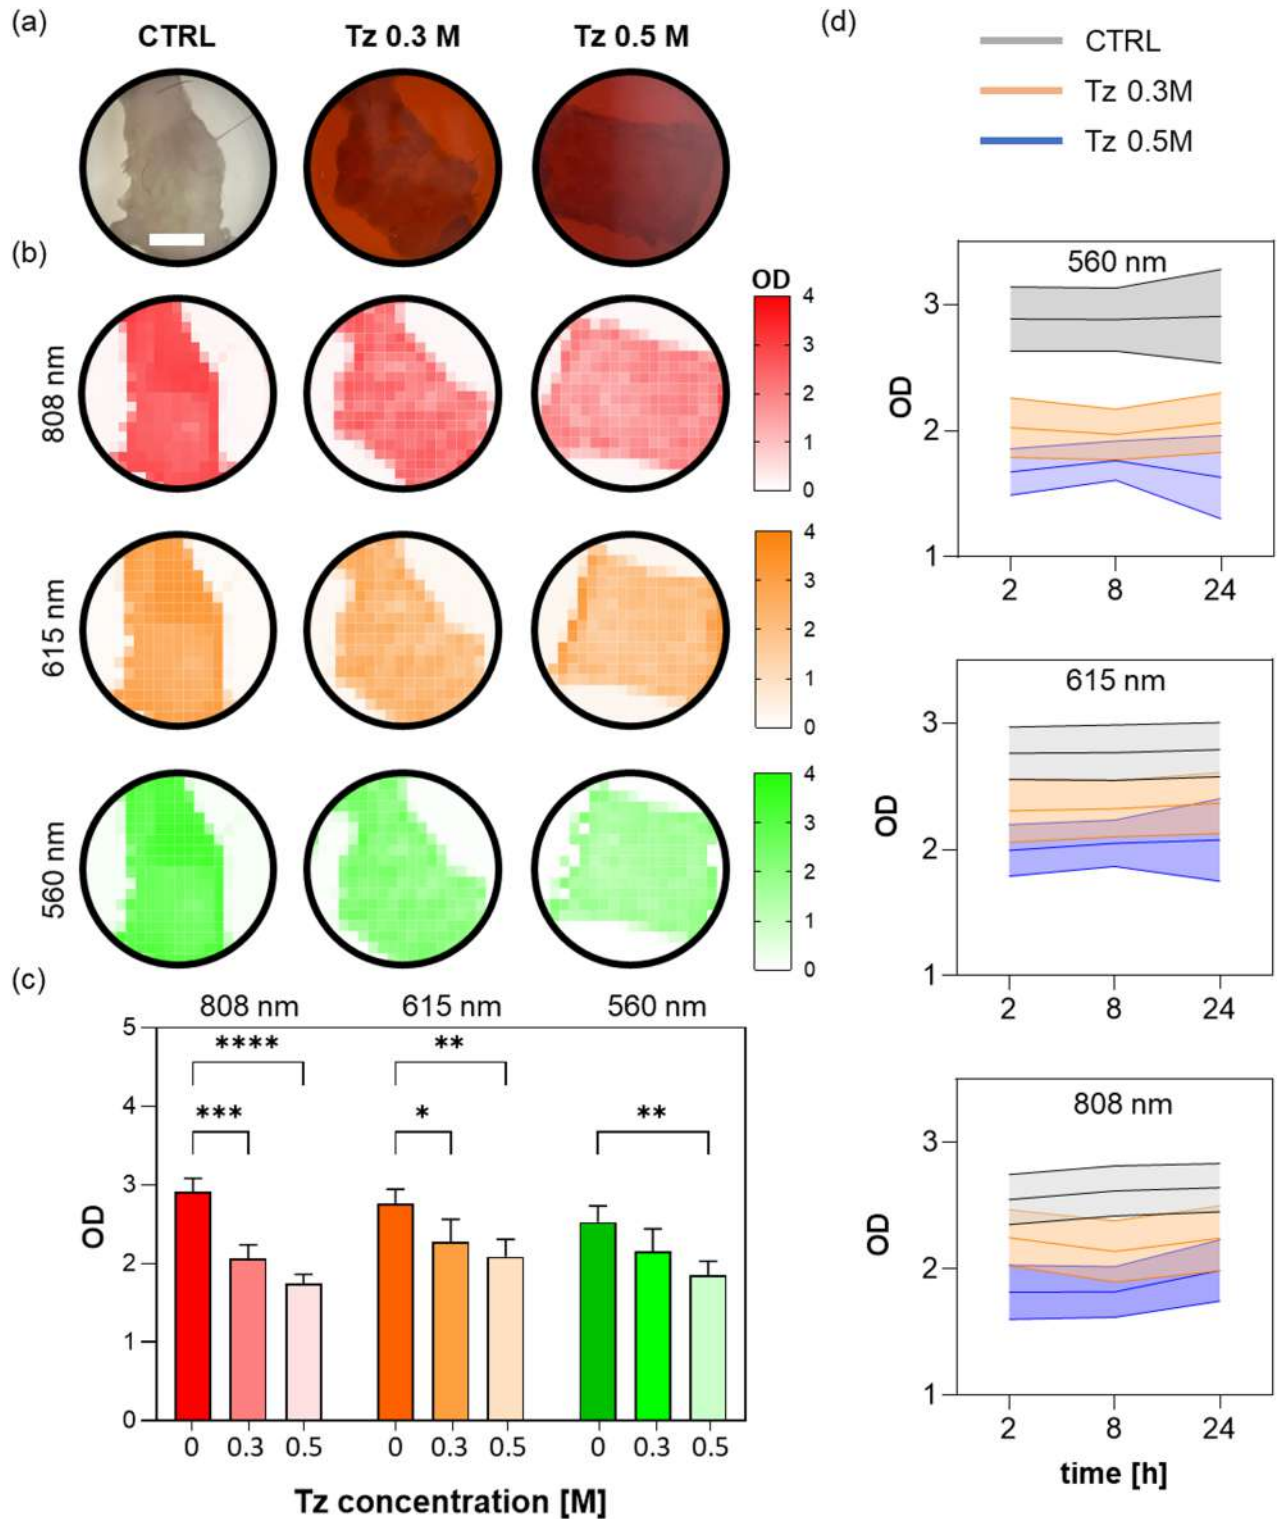 (a)
CTRL Tz 0.3 M Tz 0.5 M
(b)
OD
808 nm
4
3
2
1
0
615 nm
4
3
2
1
0
560 nm
4
3
2
1
0
(c)
808 nm 615 nm 560 nm
OD
5
4
3
2
1
0
**** **
*** * **
0 0.3 0.5 0 0.3 0.5 0 0.3 0.5
Tz concentration [M]
(d)
CTRL
Tz 0.3M
Tz 0.5M
560 nm
OD
3
2
1
2 8 24
615 nm
OD
3
2
1
2 8 24
808 nm
OD
3
2
1
2 8 24
time [h]